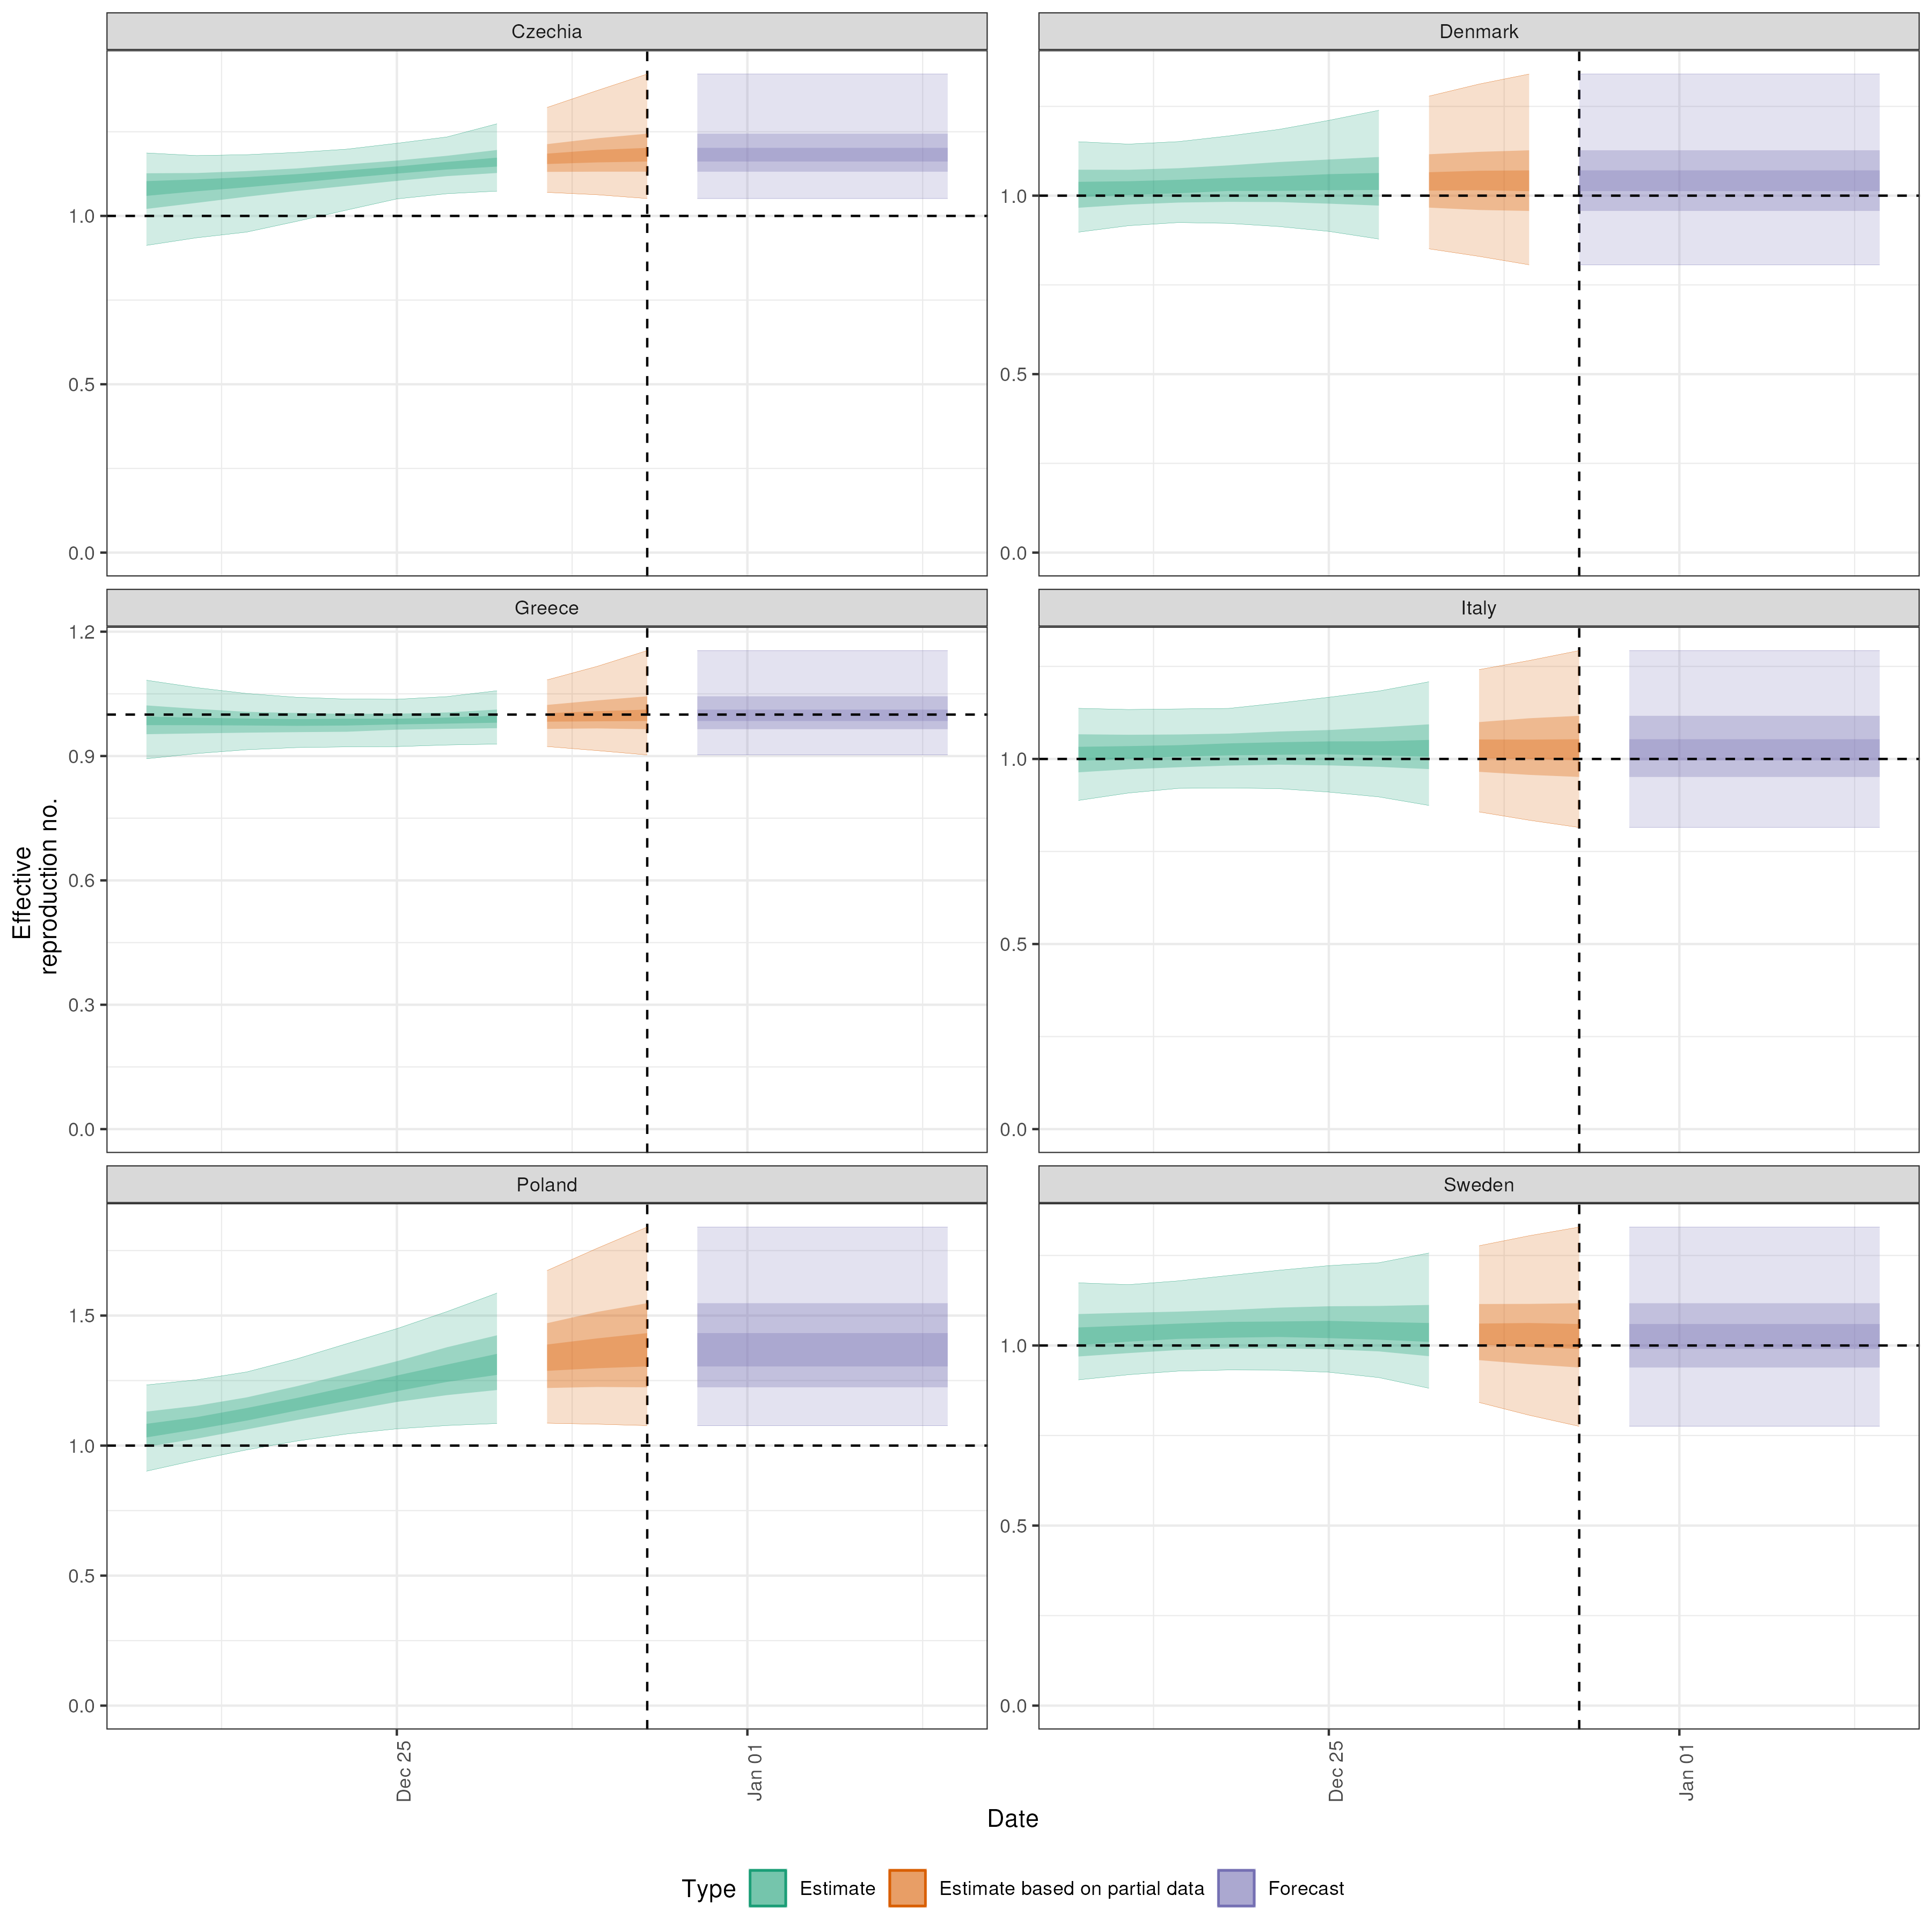 Czechia
Denmark
1.0
0.5
0.0
1.0
0.5
0.0
Greece
Italy
1.2
0.9
0.6
0.3
0.0
1.0
0.5
0.0
Effective
reproduction no.
Poland
Sweden
1.5
1.0
0.5
0.0
1.0
0.5
0.0
Dec 25
Jan 01
Dec 25
Jan 01
Date
Type Estimate Estimate based on partial data Forecast